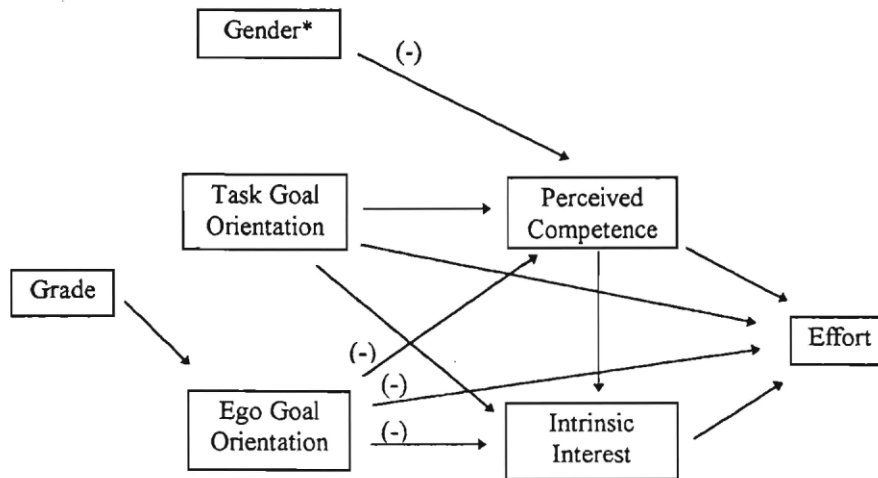 Gender*
(-)
Task Goal
Orientation
Perceived
Competence
Grade
Effort
(-)
(-)
Ego Goal
Orientation
(-)
Intrinsic
Interest